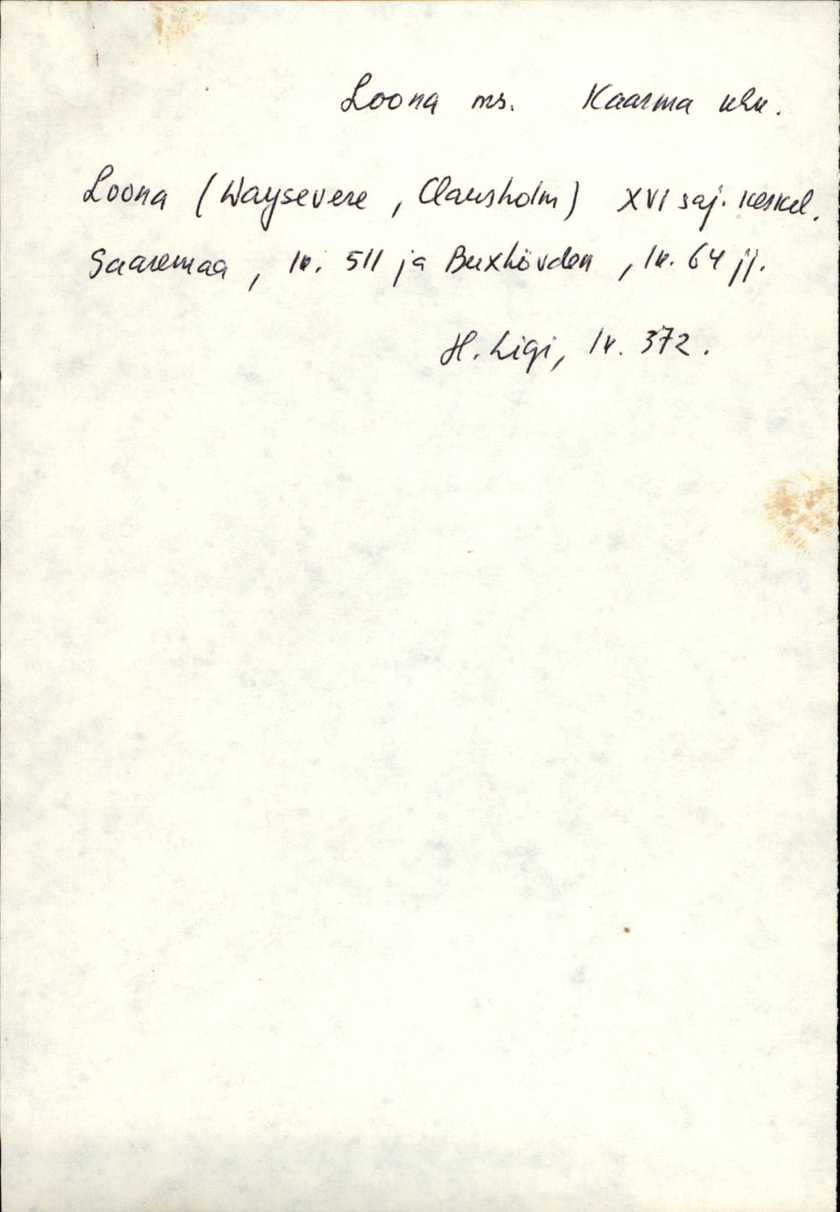 Loona ms. Kaarma khk.
Loona (Waysevere, Clausholm) XVI saj. keskel.
Saaremaa, lk. 511 ja Buxhövden, lk. 64 jj.
H. Ligi, lk. 372.